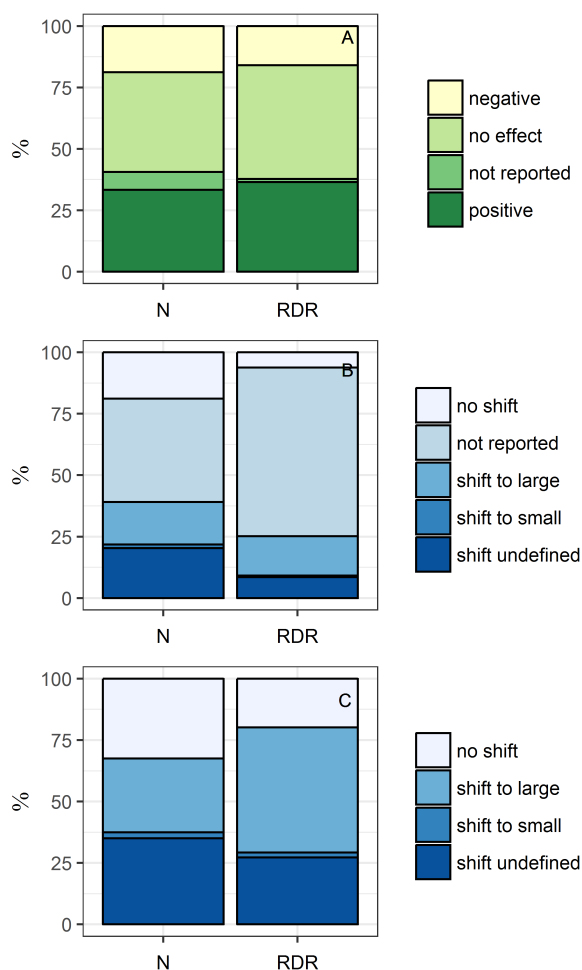 100
75
50
25
0
%
A
N
RDR
negative
no effect
not reported
positive
100
75
50
25
0
%
B
N
RDR
no shift
not reported
shift to large
shift to small
shift undefined
100
75
50
25
0
%
C
N
RDR
no shift
shift to large
shift to small
shift undefined